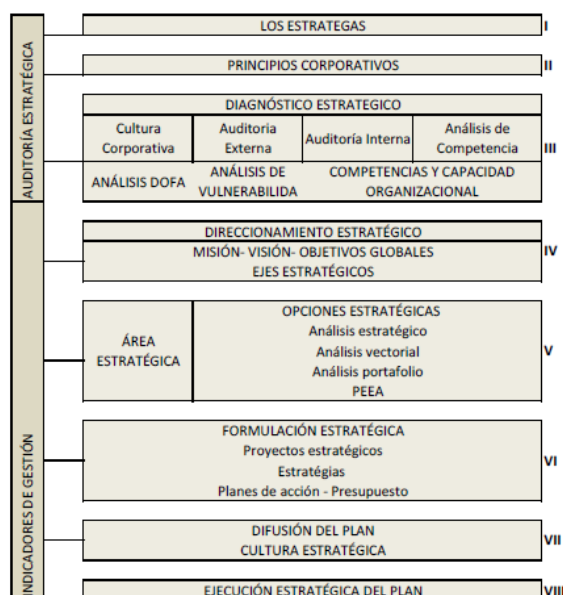 AUDITORÍA ESTRATÉGICA
LOS ESTRATEGAS
I
PRINCIPIOS CORPORATIVOS
II
DIAGNÓSTICO ESTRATEGICO
Cultura Corporativa
Auditoria Externa
Auditoría Interna
Análisis de Competencia
III
ANÁLISIS DOFA
ANÁLISIS DE VULNERABILIDA
COMPETENCIAS Y CAPACIDAD ORGANIZACIONAL
INDICADORES DE GESTIÓN
DIRECCIONAMIENTO ESTRATÉGICO
MISIÓN- VISIÓN- OBJETIVOS GLOBALES
EJES ESTRATÉGICOS
IV
ÁREA ESTRATÉGICA
OPCIONES ESTRATÉGICAS
Análisis estratégico
Análisis vectorial
Análisis portafolio
PEEA
V
FORMULACIÓN ESTRATÉGICA
Proyectos estratégicos
Estratégias
Planes de acción - Presupuesto
VI
DIFUSIÓN DEL PLAN
CULTURA ESTRATÉGICA
VII
EJECUCIÓN ESTRATÉGICA DEL PLAN
VIII